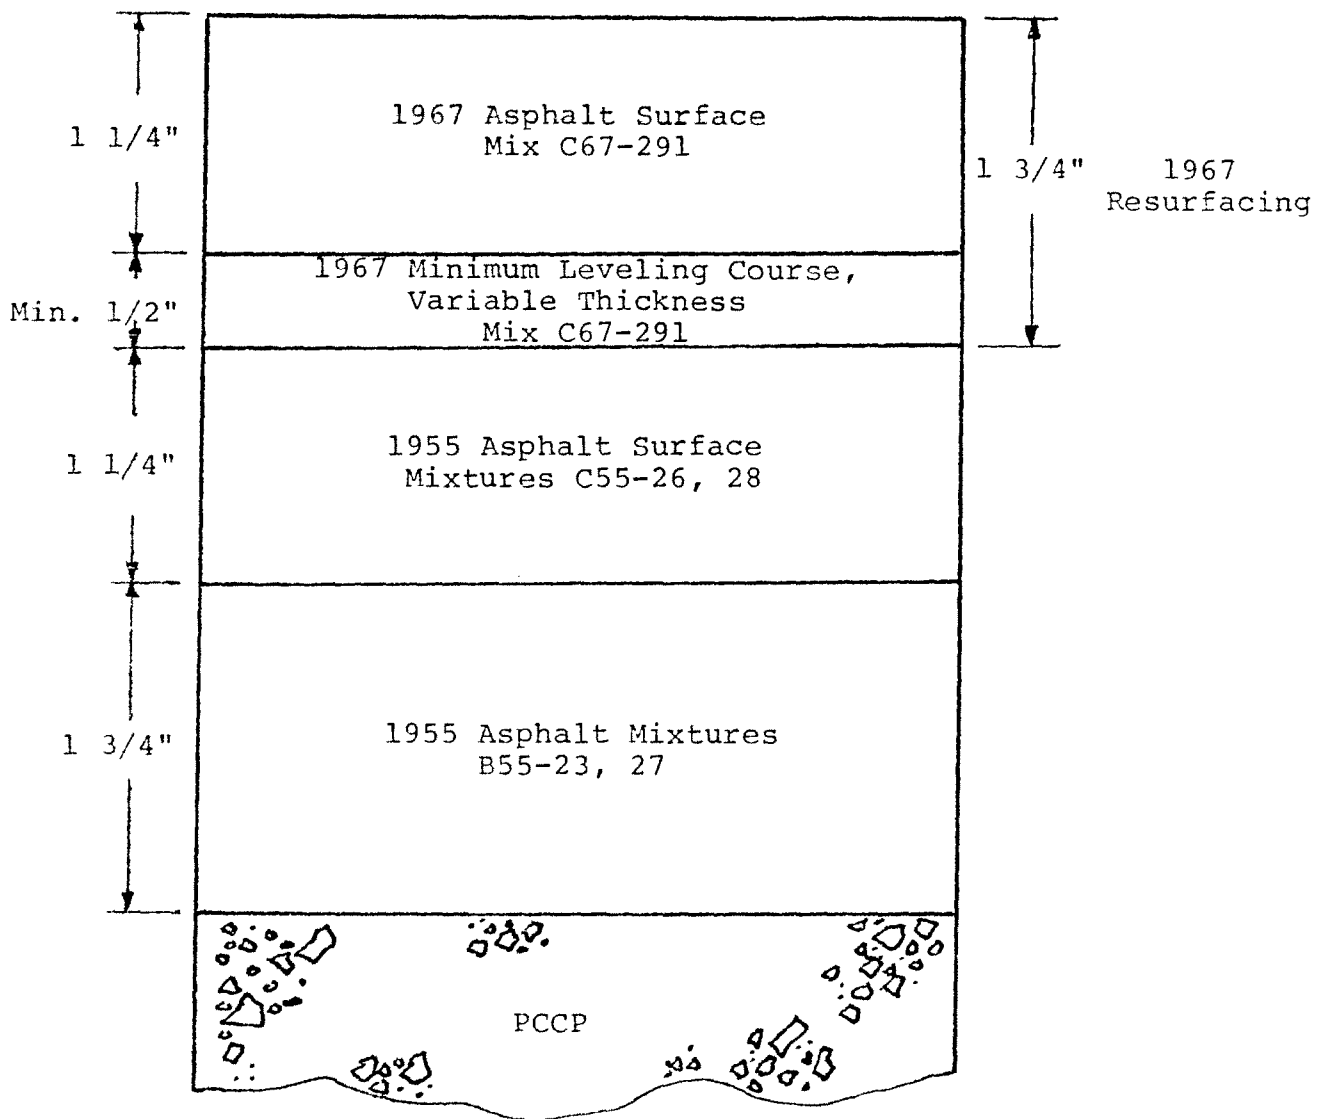 1 1/4"
1967 Asphalt Surface
Mix C67-291
1 3/4"
1967
Resurfacing
Min. 1/2"
1967 Minimum Leveling Course,
Variable Thickness
Mix C67-291
1 1/4"
1955 Asphalt Surface
Mixtures C55-26, 28
1 3/4"
1955 Asphalt Mixtures
B55-23, 27
PCCP